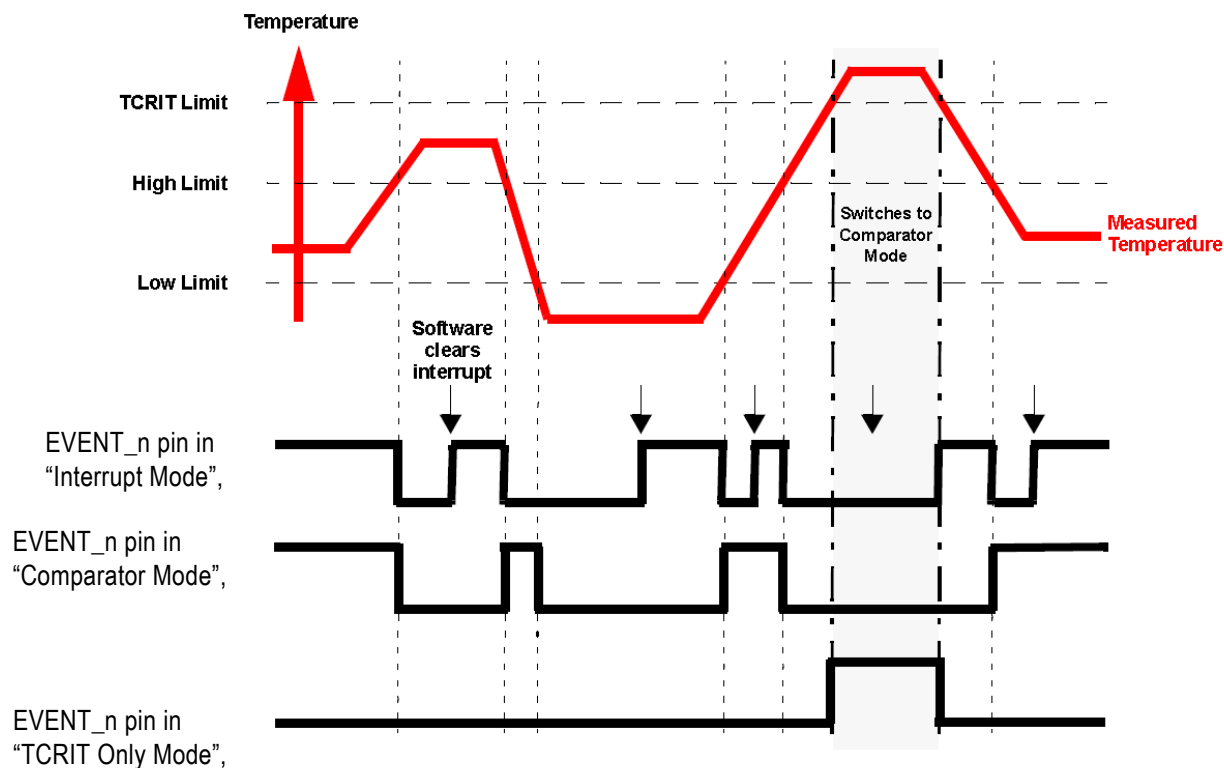 Temperature
TCRIT Limit
High Limit
Low Limit
Switches to
Comparator
Mode
Measured
Temperature
Software
clears
interrupt
EVENT_n pin in
“Interrupt Mode”,
EVENT_n pin in
“Comparator Mode”,
EVENT_n pin in
“TCRIT Only Mode”,